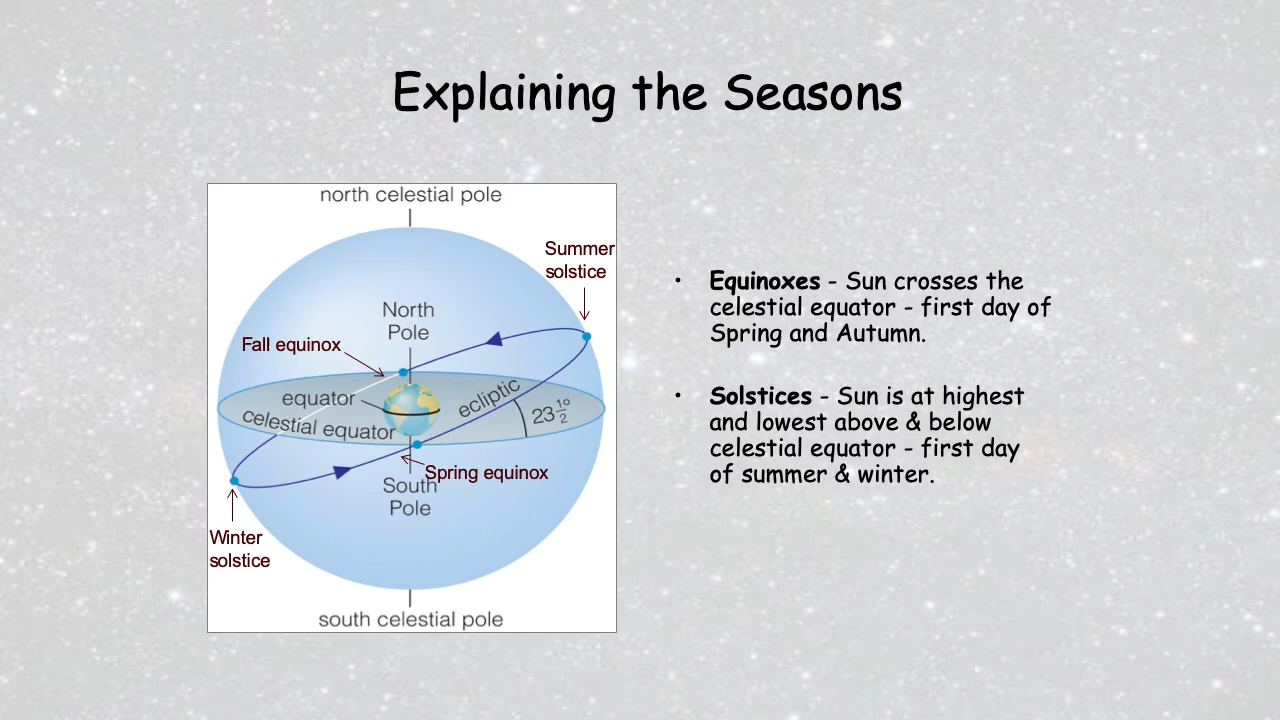 Explaining the Seasons
north celestial pole
Summer
solstice
North
Pole
Fall equinox
equator
celestial equator
ecliptic
23½°
Spring equinox
South
Pole
Winter
solstice
south celestial pole
• Equinoxes - Sun crosses the
celestial equator - first day of
Spring and Autumn.
• Solstices - Sun is at highest
and lowest above & below
celestial equator - first day
of summer & winter.